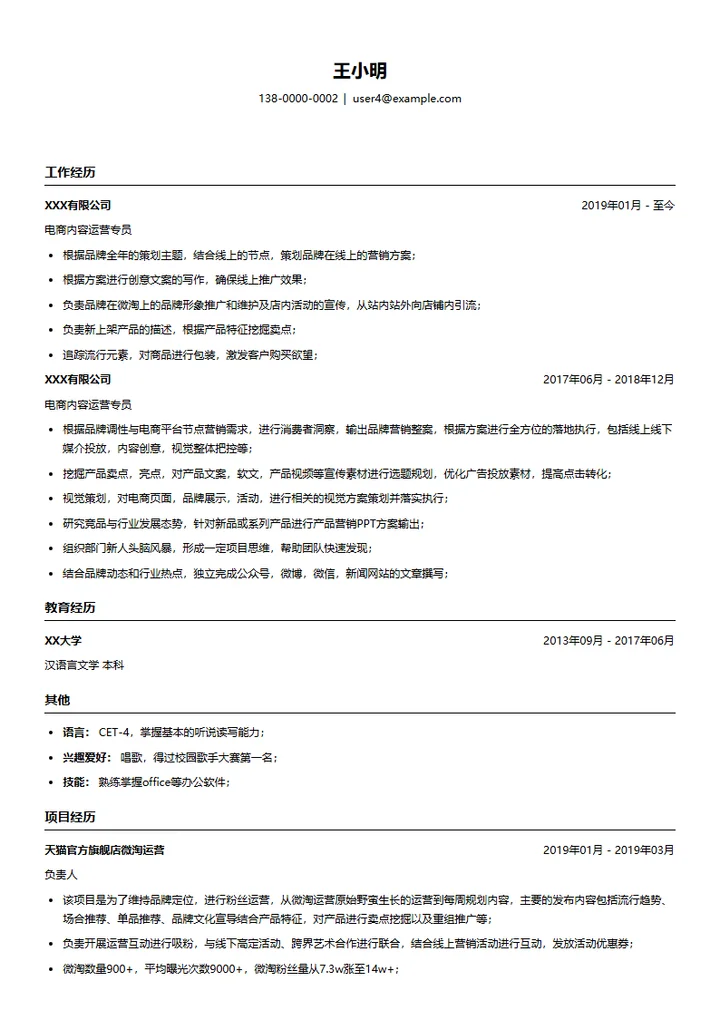 王小明
138-0000-0002 | user4@example.com
工作经历
XXX有限公司 2019年01月 - 至今
电商内容运营专员
• 根据品牌全年的策划主题，结合线上的节点，策划品牌在线上的营销方案；
• 根据方案进行创意文案的写作，确保线上推广效果；
• 负责品牌在微淘上的品牌形象推广和维护及店内活动的宣传，从站内站外向店铺内引流；
• 负责新上架产品的描述，根据产品特征挖掘卖点；
• 追踪流行元素，对商品进行包装，激发客户购买欲望；
XXX有限公司 2017年06月 - 2018年12月
电商内容运营专员
• 根据品牌调性与电商平台节点营销需求，进行消费者洞察，输出品牌营销整案，根据方案进行全方位的落地执行，包括线上线下
媒介投放，内容创意，视觉整体把控等；
• 挖掘产品卖点，亮点，对产品文案，软文，产品视频等宣传素材进行选题规划，优化广告投放素材，提高点击转化；
• 视觉策划，对电商页面，品牌展示，活动，进行相关的视觉方案策划并落实执行；
• 研究竞品与行业发展态势，针对新品或系列产品进行产品营销PPT方案输出；
• 组织部门新人头脑风暴，形成一定项目思维，帮助团队快速发现；
• 结合品牌动态和行业热点，独立完成公众号，微博，微信，新闻网站的文章撰写；
教育经历
XX大学 2013年09月 - 2017年06月
汉语言文学 本科
其他
• 语言： CET-4，掌握基本的听说读写能力；
• 兴趣爱好： 唱歌，得过校园歌手大赛第一名；
• 技能： 熟练掌握office等办公软件；
项目经历
天猫官方旗舰店微淘运营 2019年01月 - 2019年03月
负责人
• 该项目是为了维持品牌定位，进行粉丝运营，从微淘运营原始野蛮生长的运营到每周规划内容，主要的发布内容包括流行趋势、
场合推荐、单品推荐、品牌文化宣导结合产品特征，对产品进行卖点挖掘以及重组推广等；
• 负责开展运营互动进行吸粉，与线下高定活动、跨界艺术合作进行联合，结合线上营销活动进行互动，发放活动优惠券；
• 微淘数量900+，平均曝光次数9000+，微淘粉丝量从7.3w涨至14w+；